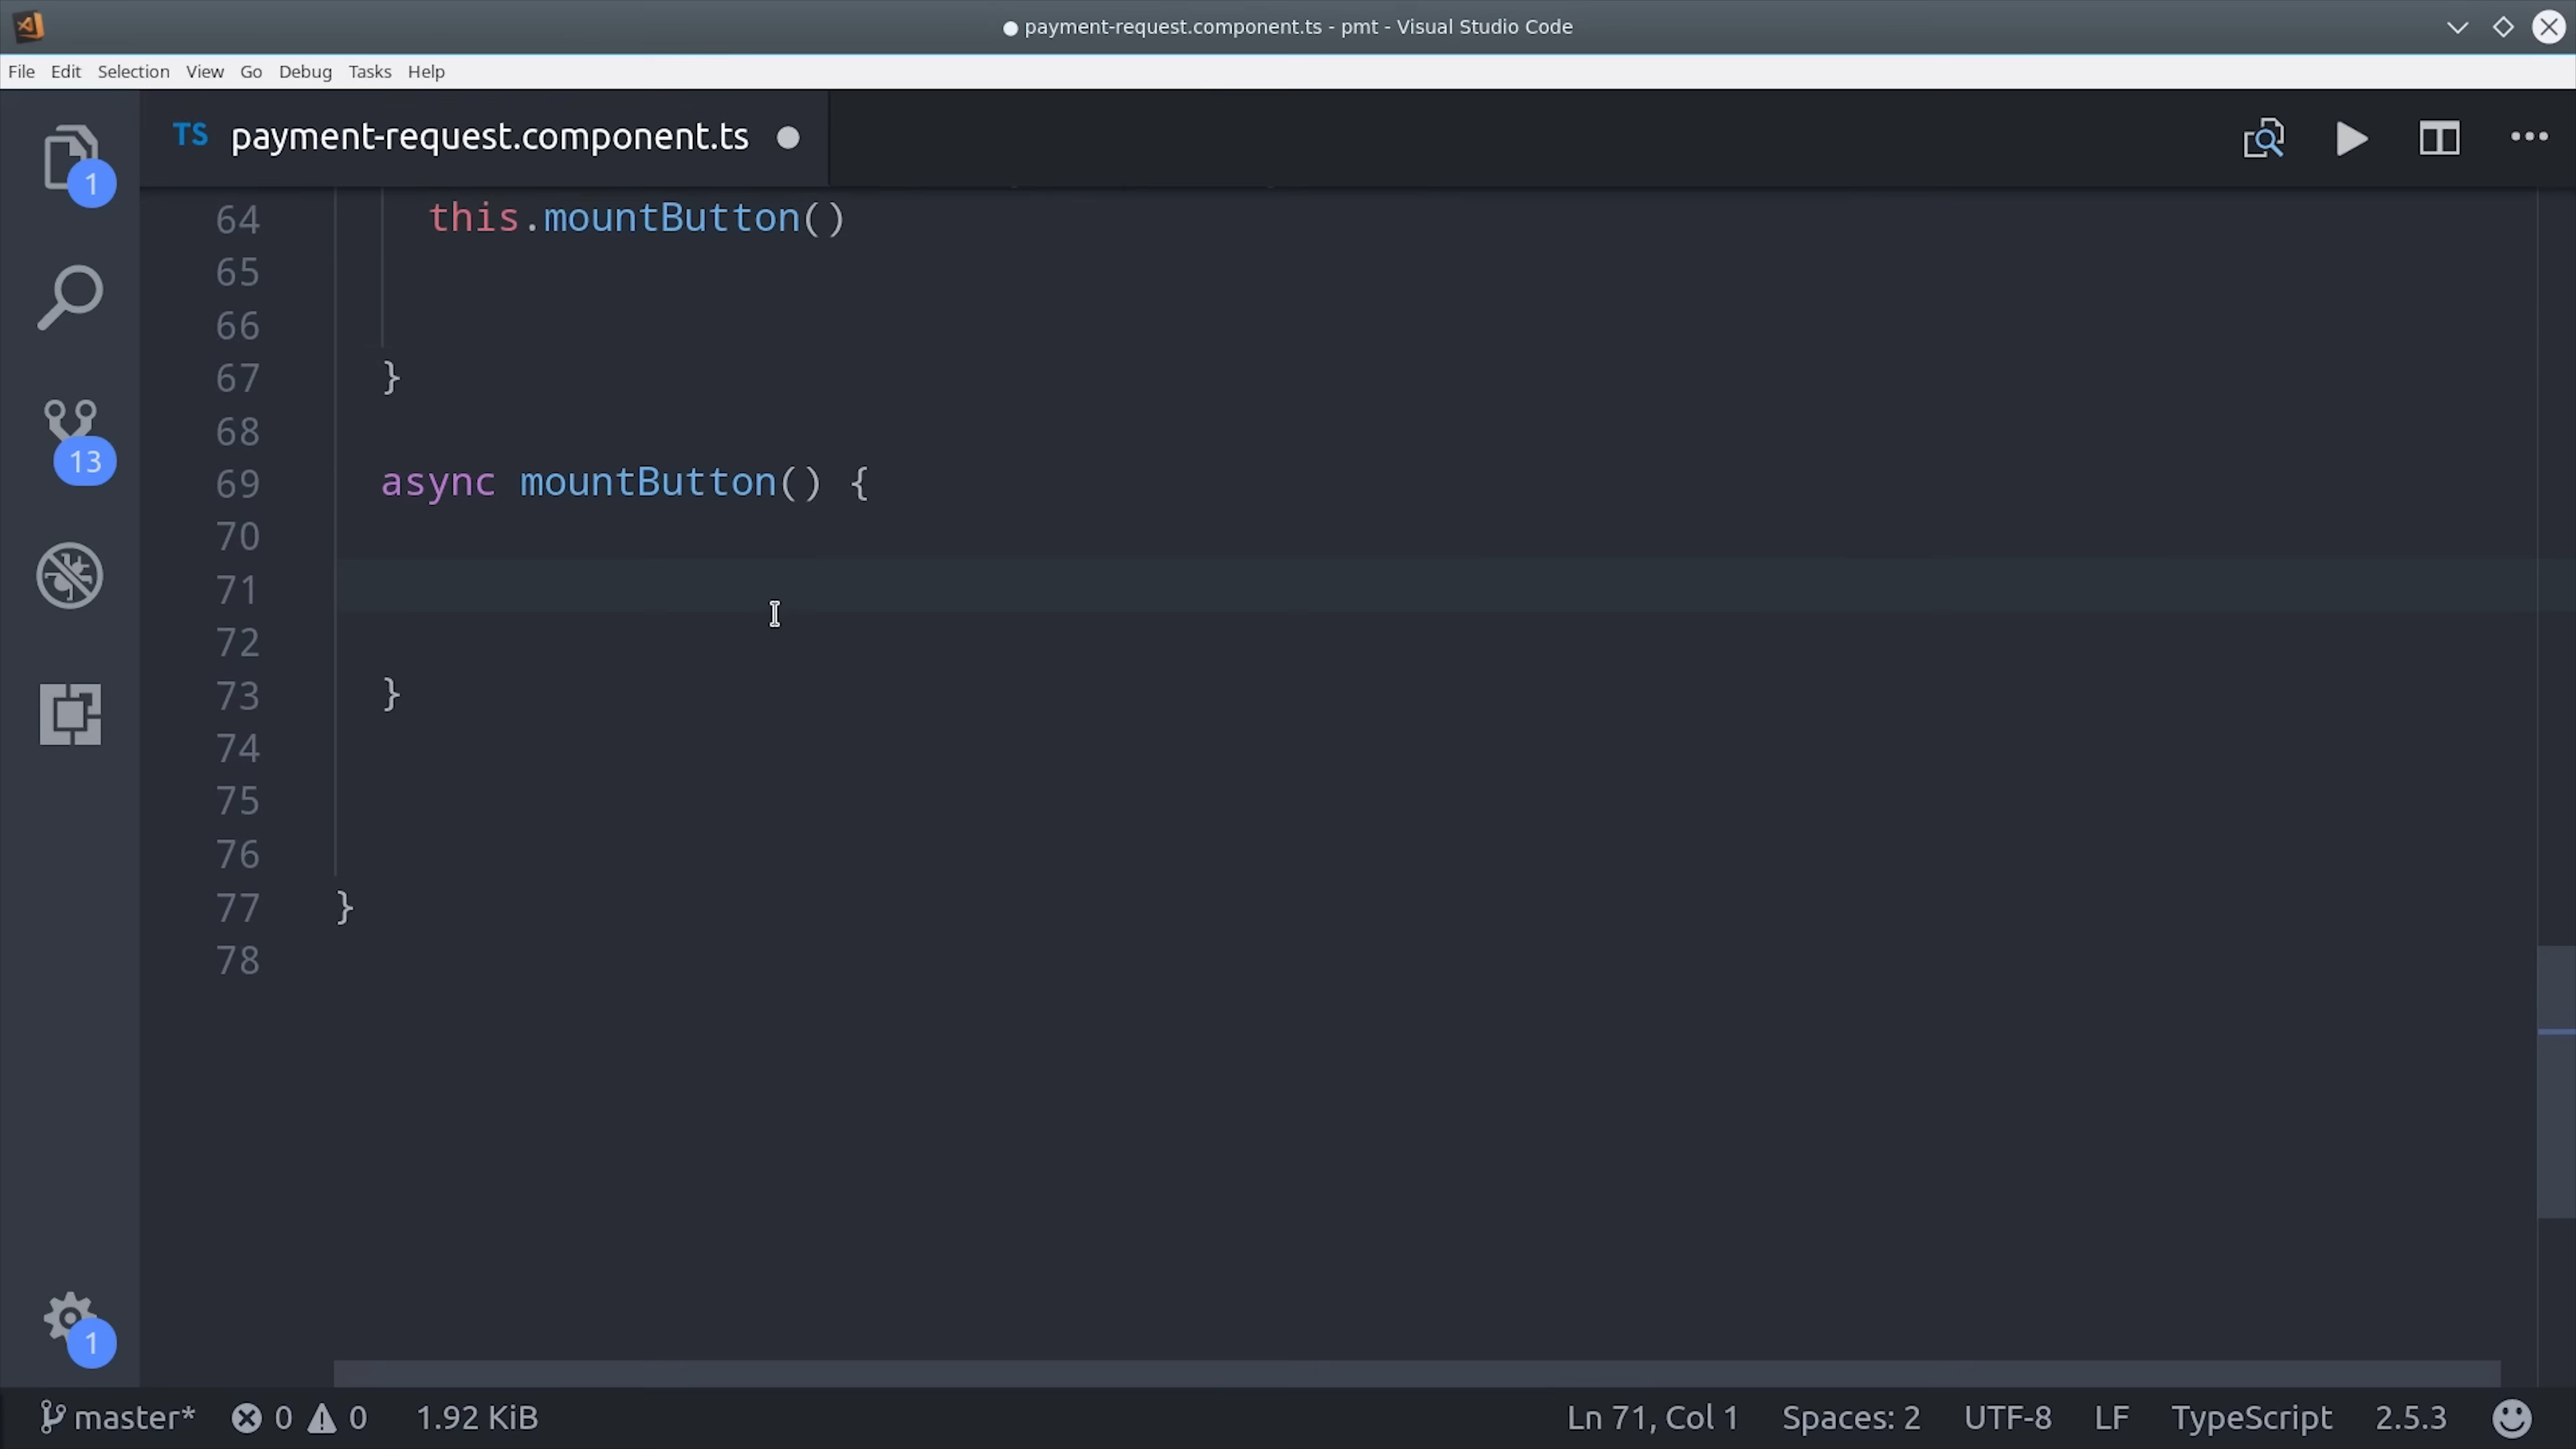 payment-request.component.ts - pmt - Visual Studio Code
File Edit Selection View Go Debug Tasks Help
1
TS payment-request.component.ts
64 this.mountButton()
65
66
67 }
68
13
69 async mountButton() {
70
71
72
73 }
74
75
76
77 }
78
1
master* 0 0 1.92 KiB Ln 71, Col 1 Spaces: 2 UTF-8 LF TypeScript 2.5.3